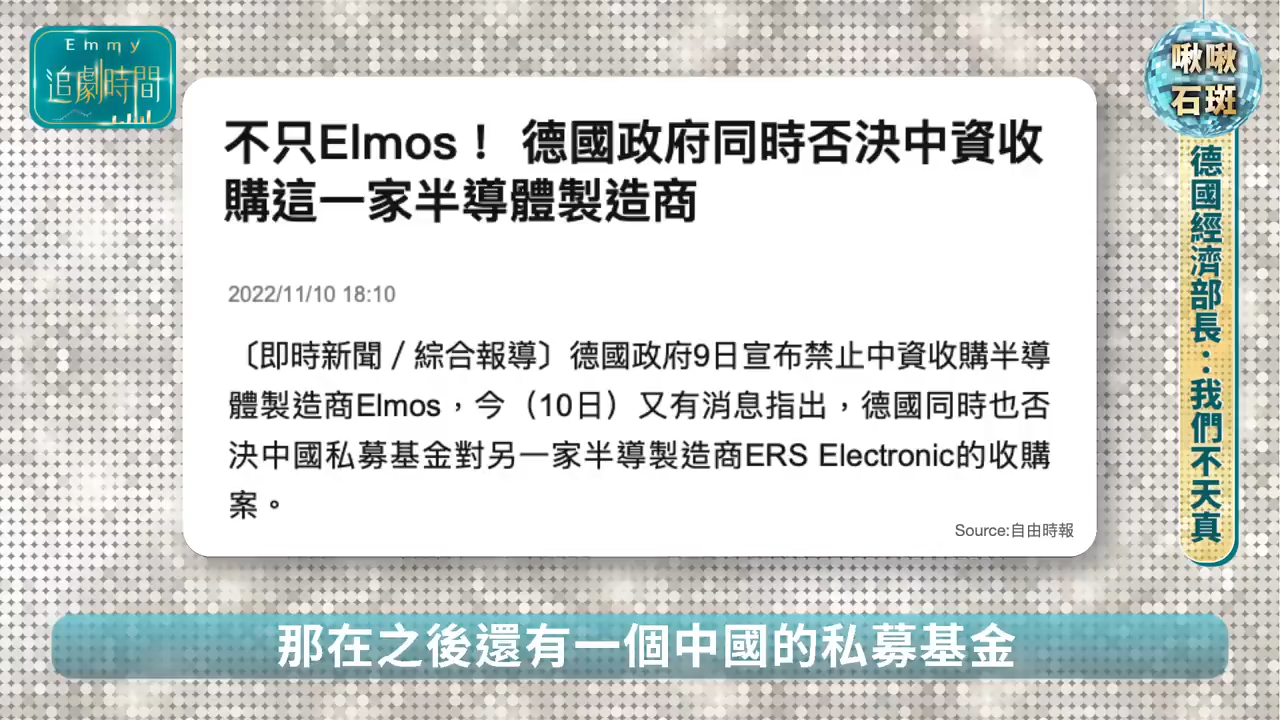 Emmy
追劇時間
啾啾
石斑
不只Elmos！ 德國政府同時否決中資收
購這一家半導體製造商
2022/11/10 18:10
〔即時新聞／綜合報導〕德國政府9日宣布禁止中資收購半導
體製造商Elmos，今（10日）又有消息指出，德國同時也否
決中國私募基金對另一家半導製造商ERS Electronic的收購
案。
Source:自由時報
德國經濟部長：我們不天真
那在之後還有一個中國的私募基金